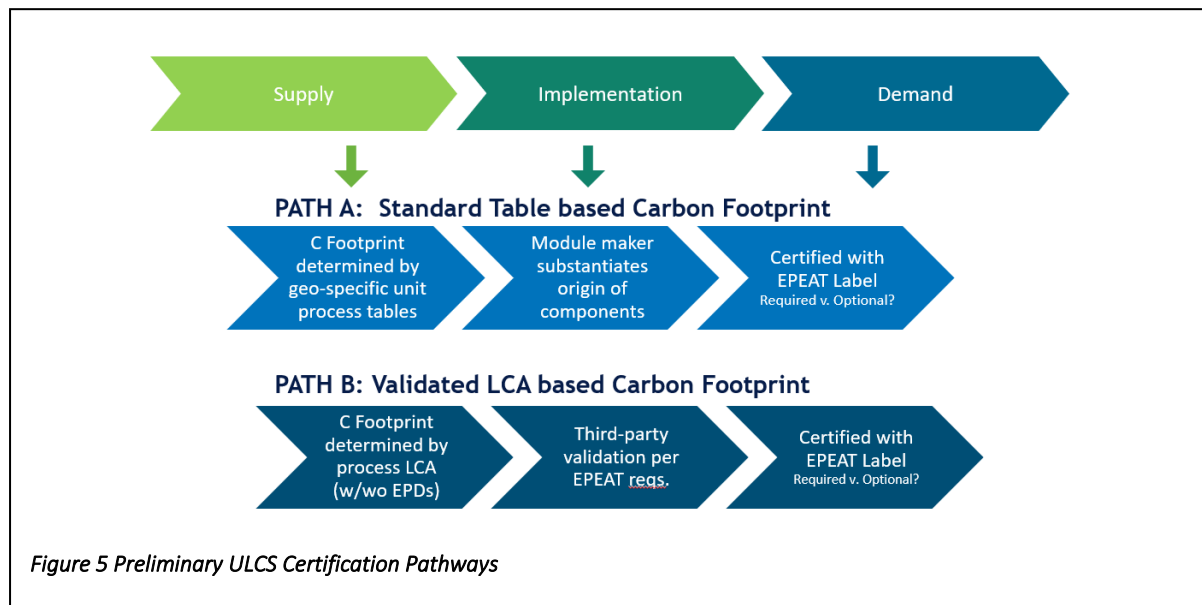 Supply
Implementation
Demand
PATH A: Standard Table based Carbon Footprint
C Footprint
determined by
geo-specific unit
process tables
Module maker
substantiates
origin of
components
Certified with
EPEAT Label
Required v. Optional?
PATH B: Validated LCA based Carbon Footprint
C Footprint
determined by
process LCA
(w/wo EPDs)
Third-party
validation per
EPEAT reqs.
Certified with
EPEAT Label
Required v. Optional?
Figure 5 Preliminary ULCS Certification Pathways